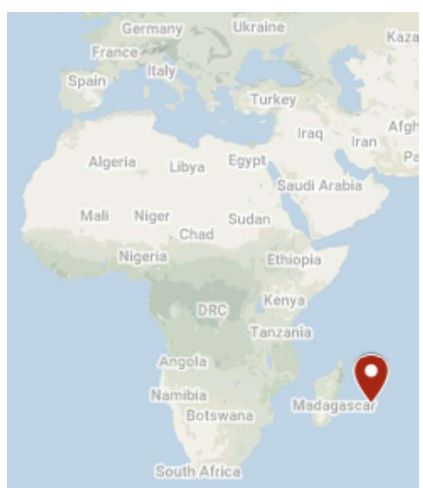 Germany
Ukraine
Kaza
France
Italy
Spain
Turkey
Afgh
Iraq
Iran
Pa
Algeria
Libya
Egypt
Saudi Arabia
Mali
Niger
Sudan
Chad
Nigeria
Ethiopia
DRC
Kenya
Tanzania
Angola
Namibia
Madagascar
Botswana
South Africa